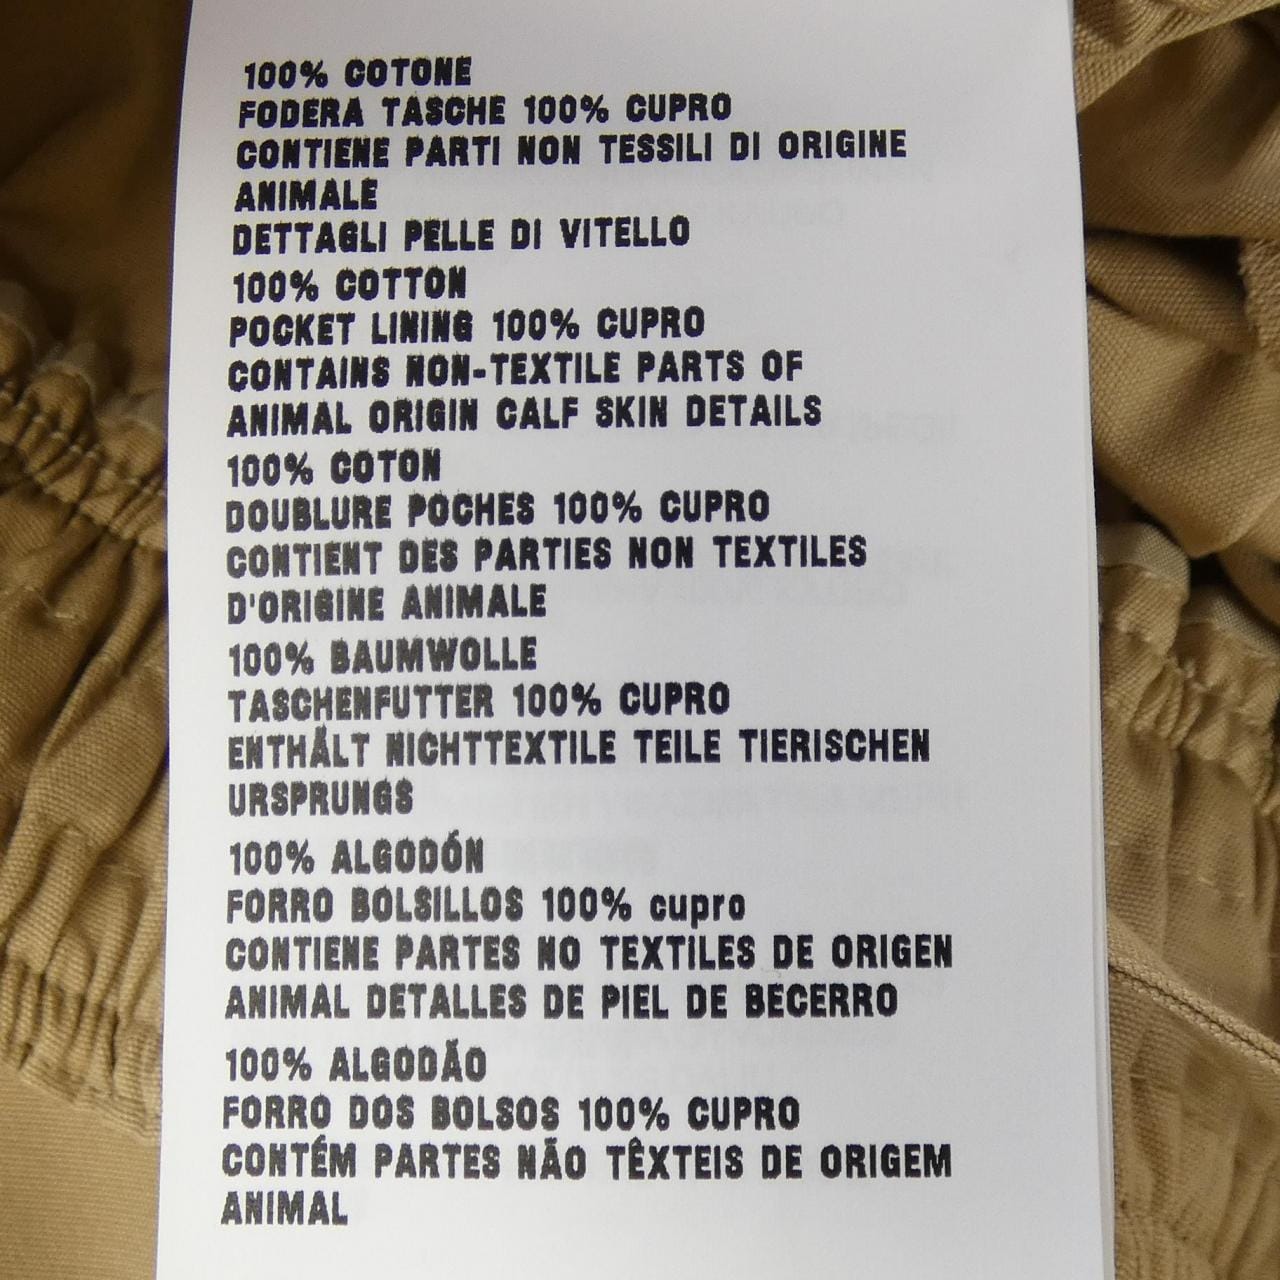 100% COTONE
FODERA TASCHE 100% CUPRO
CONTIENE PARTI NON TESSILI DI ORIGINE
ANIMALE
DETTAGLI PELLE DI VITELLO
100% COTTON
POCKET LINING 100% CUPRO
CONTAINS NON-TEXTILE PARTS OF
ANIMAL ORIGIN CALF SKIN DETAILS
100% COTON
DOUBLURE POCHES 100% CUPRO
CONTIENT DES PARTIES NON TEXTILES
D'ORIGINE ANIMALE
100% BAUMWOLLE
TASCHENFUTTER 100% CUPRO
ENTHÄLT NICHTTEXTILE TEILE TIERISCHEN
URSPRUNGS
100% ALGODÓN
FORRO BOLSILLOS 100% cupro
CONTIENE PARTES NO TEXTILES DE ORIGEN
ANIMAL DETALLES DE PIEL DE BECERRO
100% ALGODÃO
FORRO DOS BOLSOS 100% CUPRO
CONTÉM PARTES NÃO TÊXTEIS DE ORIGEM
ANIMAL